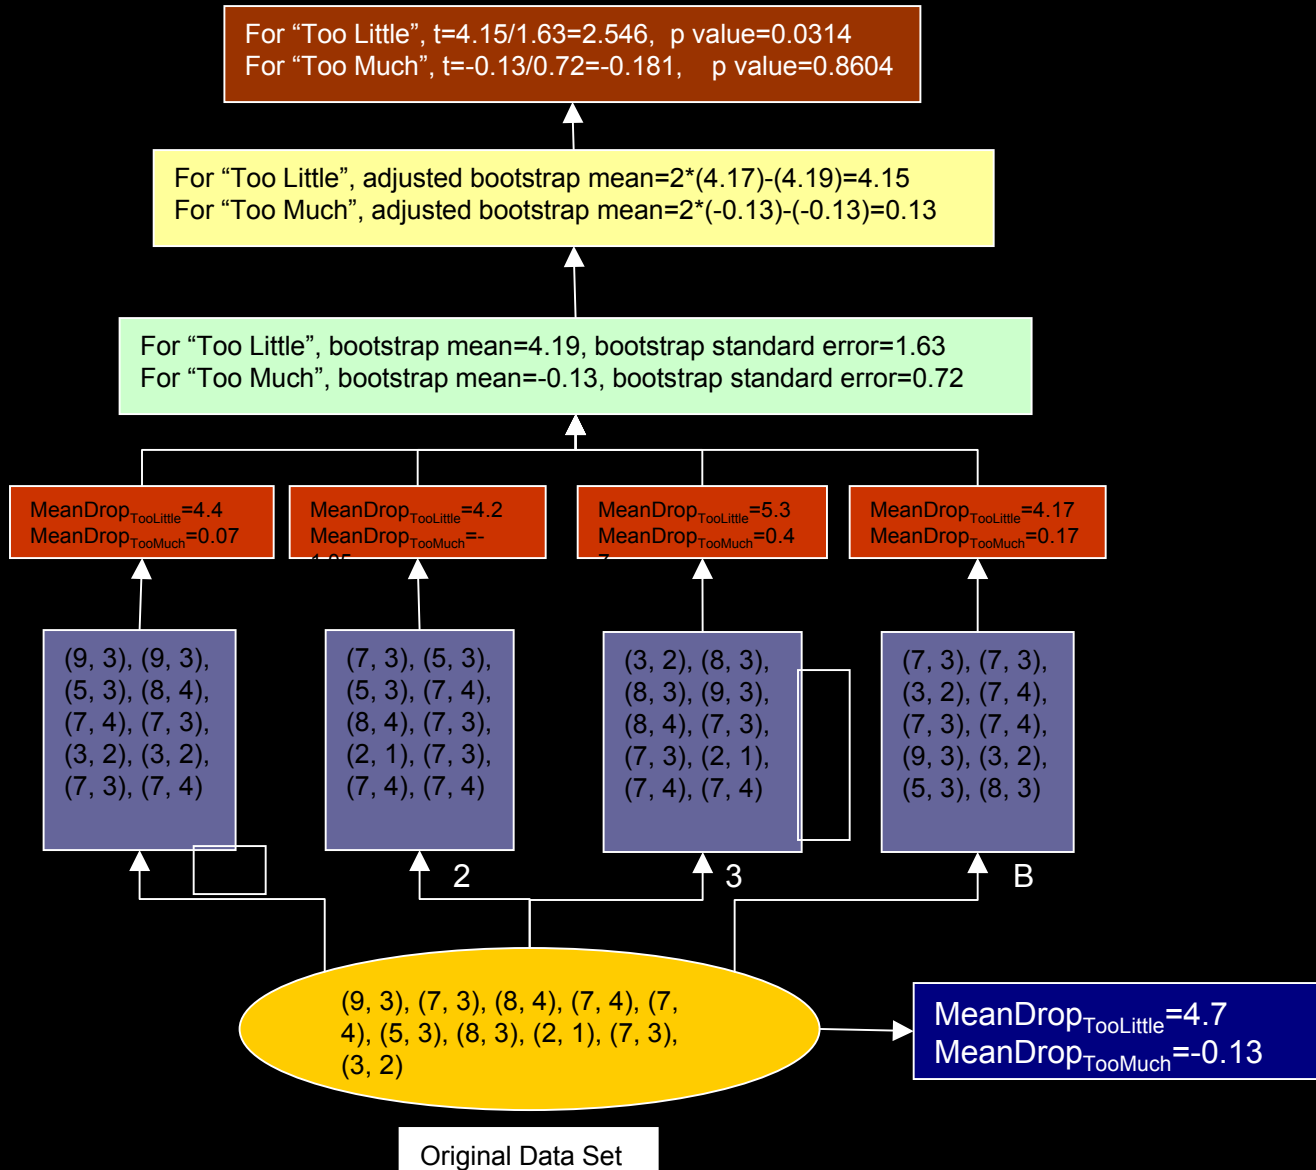 For “Too Little”, t=4.15/1.63=2.546, p value=0.0314
For “Too Much”, t=-0.13/0.72=-0.181, p value=0.8604
For “Too Little”, adjusted bootstrap mean=2*(4.17)-(4.19)=4.15
For “Too Much”, adjusted bootstrap mean=2*(-0.13)-(-0.13)=0.13
For “Too Little”, bootstrap mean=4.19, bootstrap standard error=1.63
For “Too Much”, bootstrap mean=-0.13, bootstrap standard error=0.72
MeanDropTooLittle=4.4
MeanDropTooMuch=0.07
MeanDropTooLittle=4.2
MeanDropTooMuch=-
MeanDropTooLittle=5.3
MeanDropTooMuch=0.4
MeanDropTooLittle=4.17
MeanDropTooMuch=0.17
(9, 3), (9, 3),
(5, 3), (8, 4),
(7, 4), (7, 3),
(3, 2), (3, 2),
(7, 3), (7, 4)
(7, 3), (5, 3),
(5, 3), (7, 4),
(8, 4), (7, 3),
(2, 1), (7, 3),
(7, 4), (7, 4)
(3, 2), (8, 3),
(8, 3), (9, 3),
(8, 4), (7, 3),
(7, 3), (2, 1),
(7, 4), (7, 4)
(7, 3), (7, 3),
(3, 2), (7, 4),
(7, 3), (7, 4),
(9, 3), (3, 2),
(5, 3), (8, 3)
2
3
B
(9, 3), (7, 3), (8, 4), (7, 4), (7,
4), (5, 3), (8, 3), (2, 1), (7, 3),
(3, 2)
MeanDropTooLittle=4.7
MeanDropTooMuch=-0.13
Original Data Set